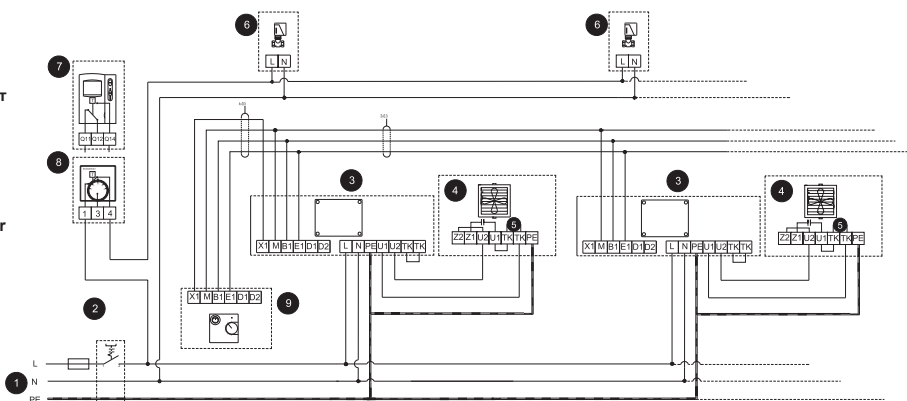 6
6
L N
L N
7
T
Q11 Q12 Q14
8
1 3 4
r
3
4
5
3
4
5
X1 M B1 E1 D1 D2 L N PE U1 U2 TK TK
Z2 Z1 U2 U1 TK TK PE
X1 M B1 E1 D1 D2 L N PE U1 U2 TK TK
Z2 Z1 U2 U1 TK TK PE
X1 M B1 E1 D1 D2
9
2
L
1 N
PE